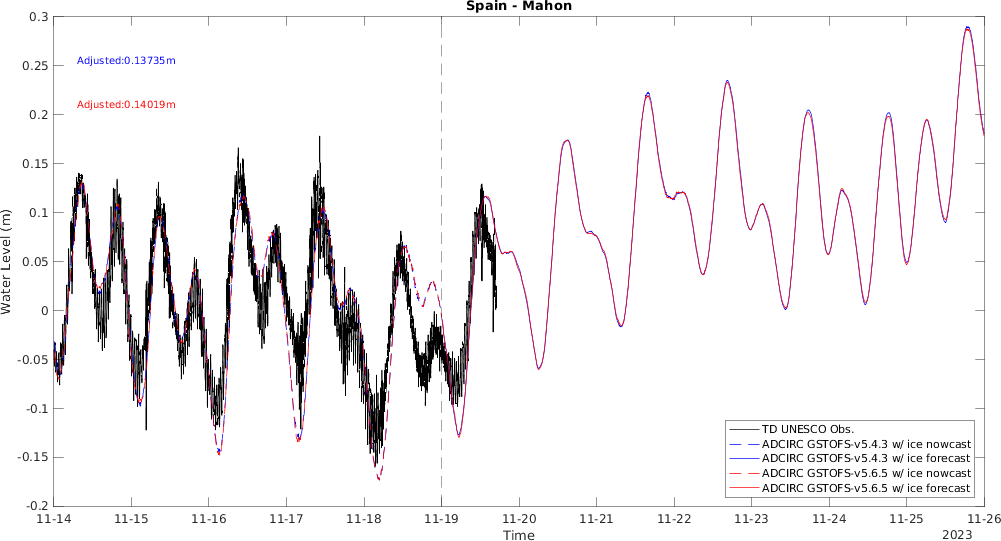 Spain - Mahon
Adjusted:0.13735m
Adjusted:0.14019m
Water Level (m)
0.3
0.25
0.2
0.15
0.1
0.05
0
-0.05
-0.1
-0.15
-0.2
TD UNESCO Obs.
ADCIRC GSTOFS-v5.4.3 w/ ice nowcast
ADCIRC GSTOFS-v5.4.3 w/ ice forecast
ADCIRC GSTOFS-v5.6.5 w/ ice nowcast
ADCIRC GSTOFS-v5.6.5 w/ ice forecast
11-14 11-15 11-16 11-17 11-18 11-19 11-20 11-21 11-22 11-23 11-24 11-25 11-26
Time
2023